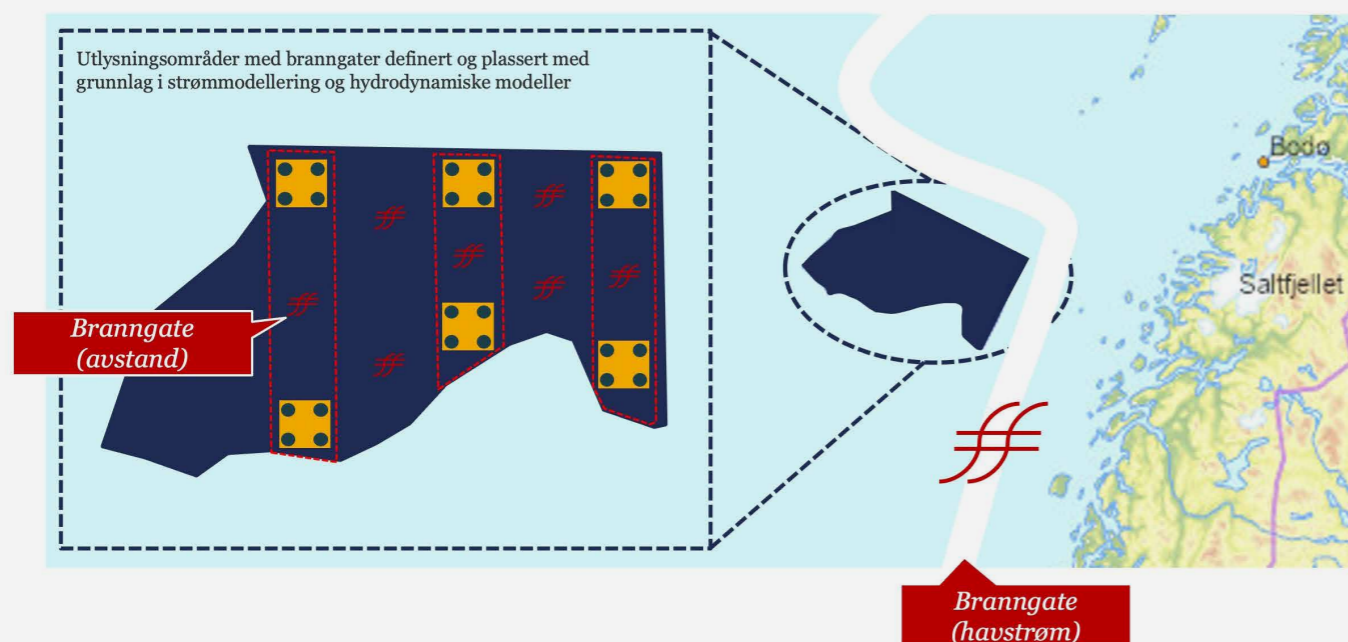 Utlysningsområder med branngater definert og plassert med
grunnlag i strømmodellering og hydrodynamiske modeller
Bodø
Saltfjellet
Branngate
(avstand)
Branngate
(havstrøm)